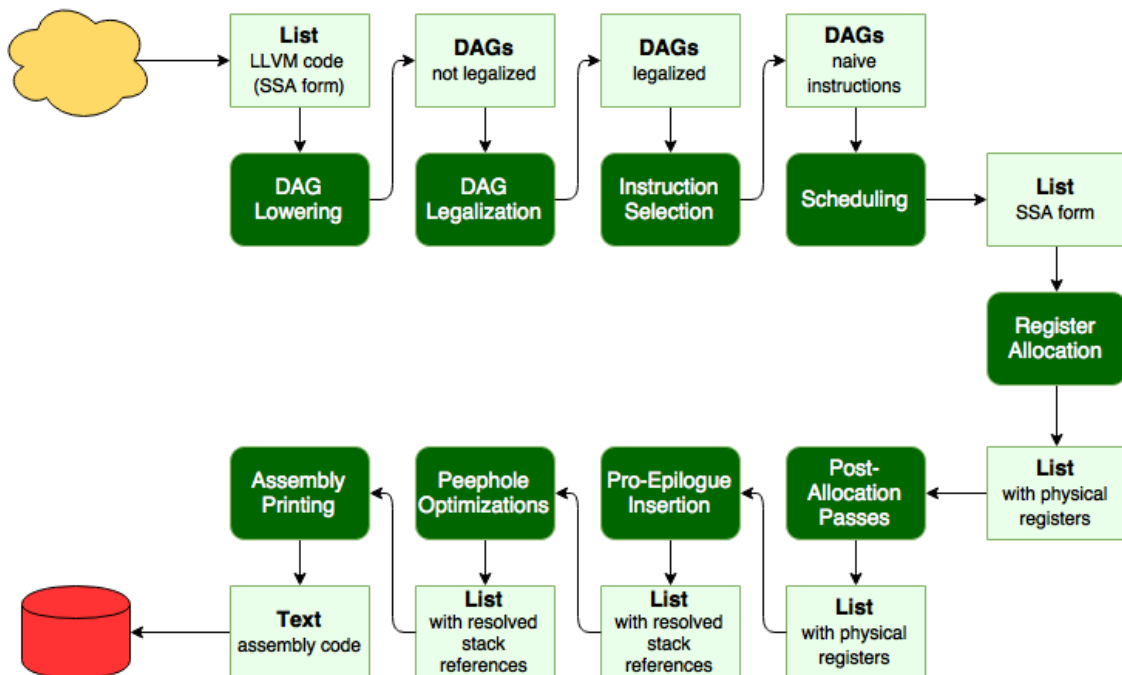 List
LLVM code
(SSA form)
DAGs
not legalized
DAGs
legalized
DAGs
naive
instructions
DAG
Lowering
DAG
Legalization
Instruction
Selection
Scheduling
List
SSA form
Register
Allocation
List
with physical
registers
Post-
Allocation
Passes
Pro-Epilogue
Insertion
Peephole
Optimizations
Assembly
Printing
List
with physical
registers
List
with resolved
stack
references
List
with resolved
stack
references
Text
assembly code